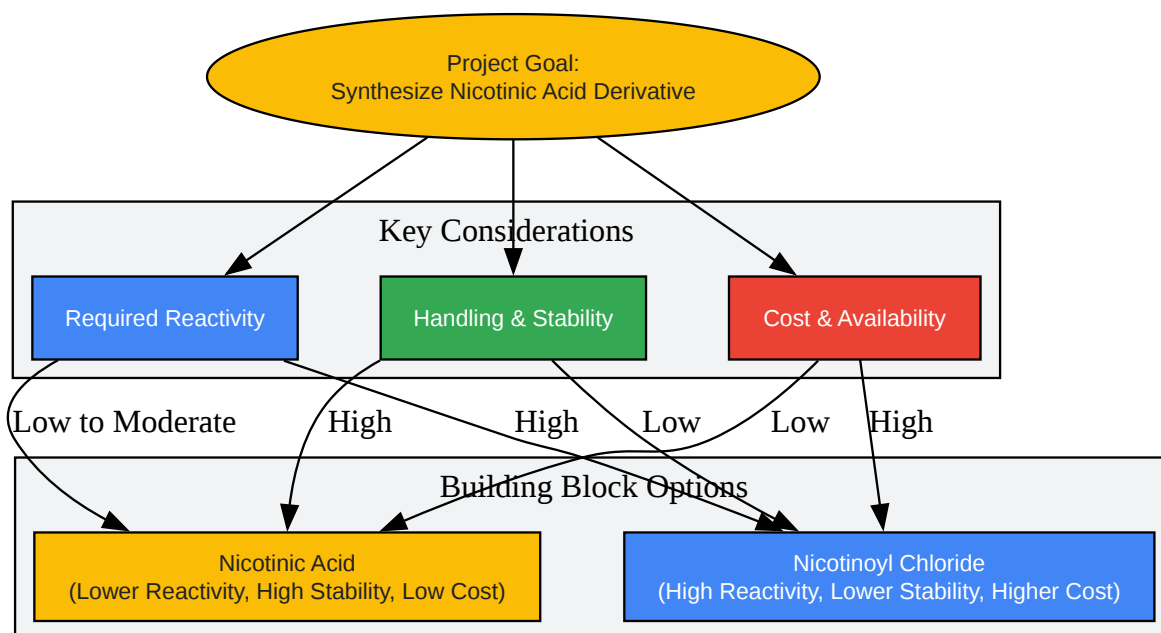 Project Goal:
Synthesize Nicotinic Acid Derivative
Key Considerations
Required Reactivity
Handling & Stability
Cost & Availability
Low to Moderate
High
High
Low
Low
High
Building Block Options
Nicotinic Acid
(Lower Reactivity, High Stability, Low Cost)
Nicotinoyl Chloride
(High Reactivity, Lower Stability, Higher Cost)